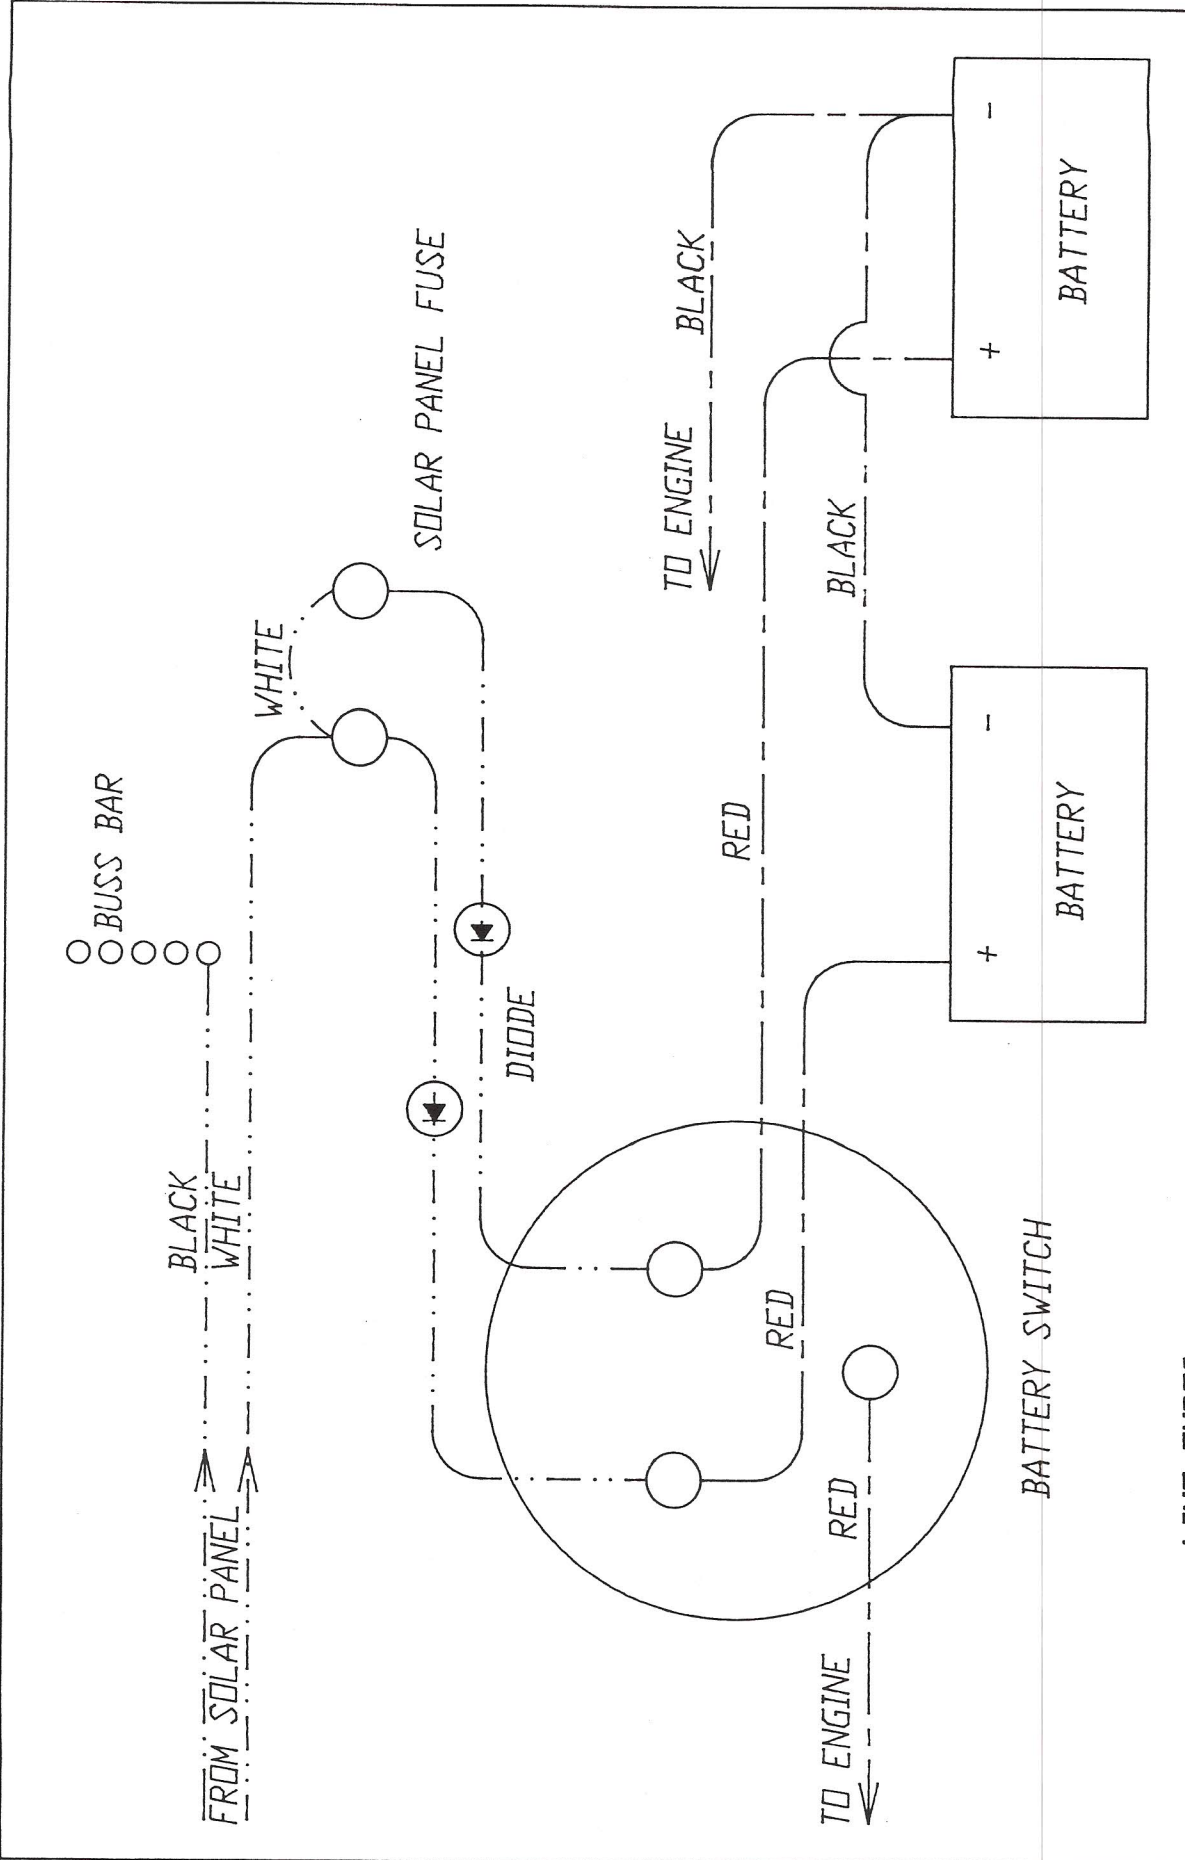 FROM SOLAR PANEL
BLACK
WHITE
BUSS BAR
WHITE
SOLAR PANEL FUSE
DIODE
TO ENGINE
BLACK
RED
BLACK
RED
TO ENGINE
RED
+
-
BATTERY
+
-
BATTERY
BATTERY SWITCH